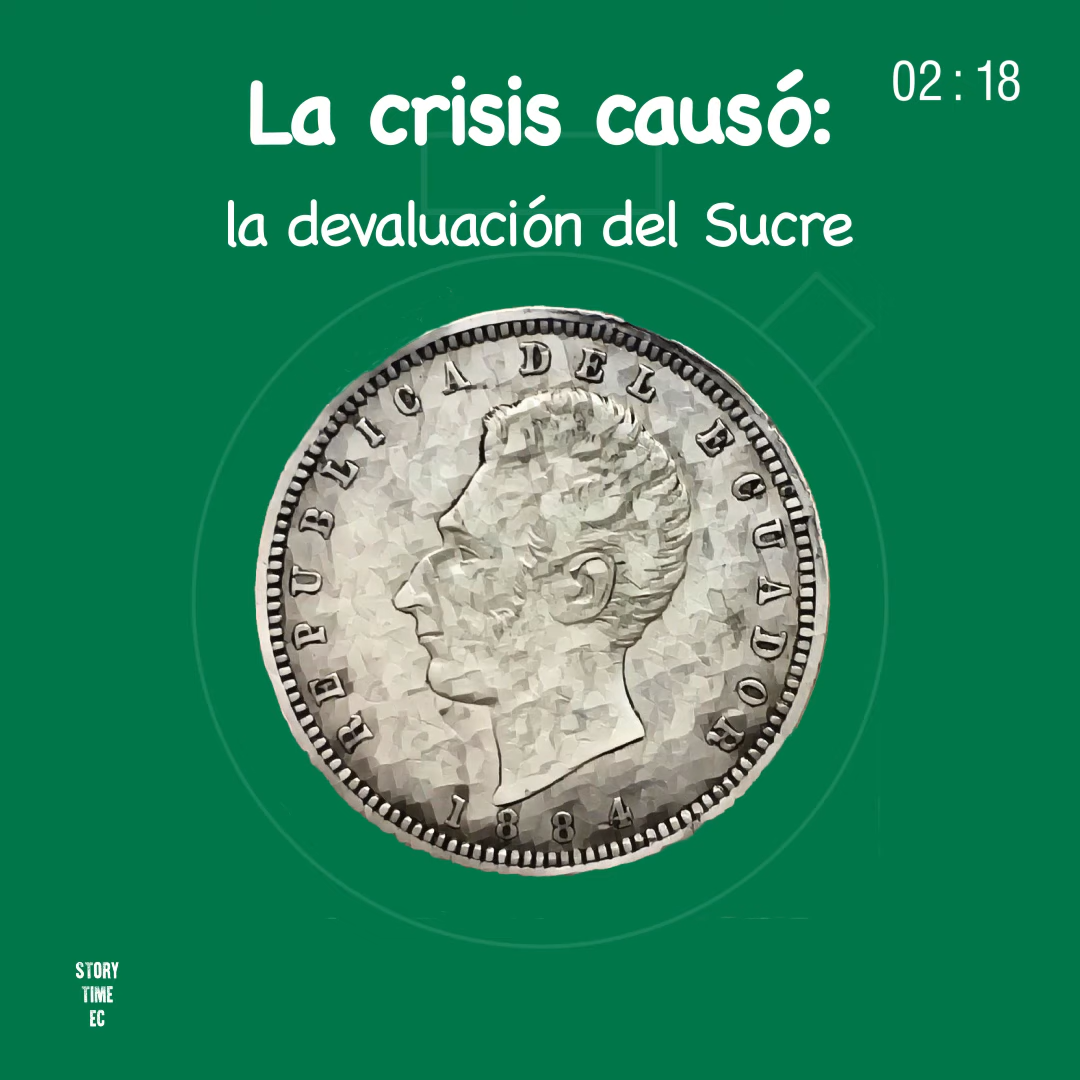 La crisis causó:
02 : 18
la devaluación del Sucre
REPUBLICA DEL ECUADOR
1884
STORY
TIME
EC